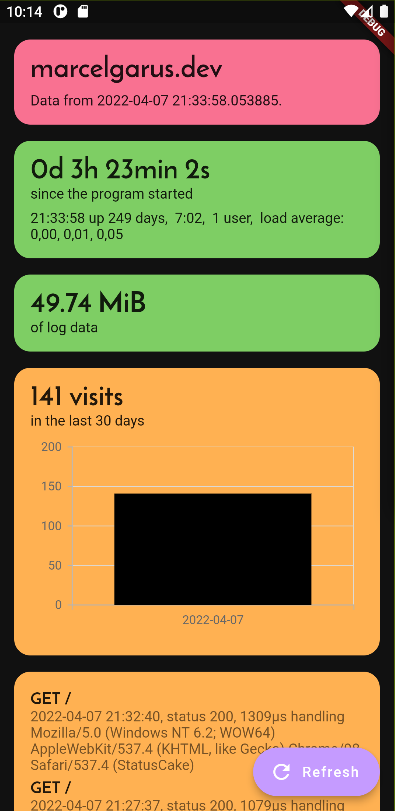 10:14
DEBUG
marcelgarus.dev
Data from 2022-04-07 21:33:58.053885.
0d 3h 23min 2s
since the program started
21:33:58 up 249 days,  7:02,  1 user,  load average:
0,00, 0,01, 0,05
49.74 MiB
of log data
141 visits
in the last 30 days
200
150
100
50
0
2022-04-07
GET /
2022-04-07 21:32:40, status 200, 1309µs handling
Mozilla/5.0 (Windows NT 6.2; WOW64)
AppleWebKit/537.4 (KHTML, like Gecko)
Safari/537.4 (StatusCake)
Refresh
GET /
2022-04-07 21:27:37, status 200, 1079µs handling